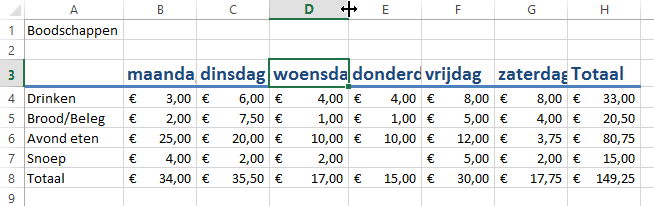 A B C D E F G H
1 Boodschappen
2
3 maanda dinsdag woensda donderd vrijdag zaterdag Totaal
4 Drinken € 3,00 € 6,00 € 4,00 € 4,00 € 8,00 € 8,00 € 33,00
5 Brood/Beleg € 2,00 € 7,50 € 1,00 € 1,00 € 5,00 € 4,00 € 20,50
6 Avond eten € 25,00 € 20,00 € 10,00 € 10,00 € 12,00 € 3,75 € 80,75
7 Snoep € 4,00 € 2,00 € 2,00 € 5,00 € 2,00 € 15,00
8 Totaal € 34,00 € 35,50 € 17,00 € 15,00 € 30,00 € 17,75 € 149,25
9